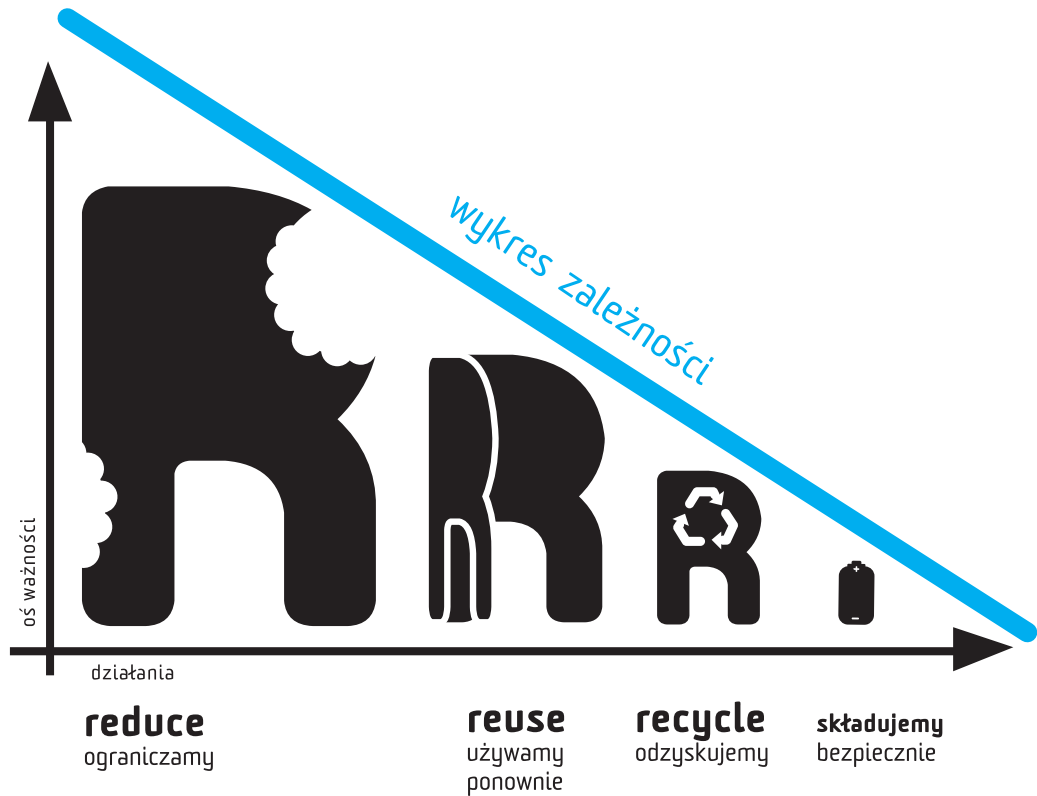 wykres zależności
oś ważności
działania
reduce
ograniczamy
reuse
używamy
ponownie
recycle
odzyskujemy
składujemy
bezpiecznie